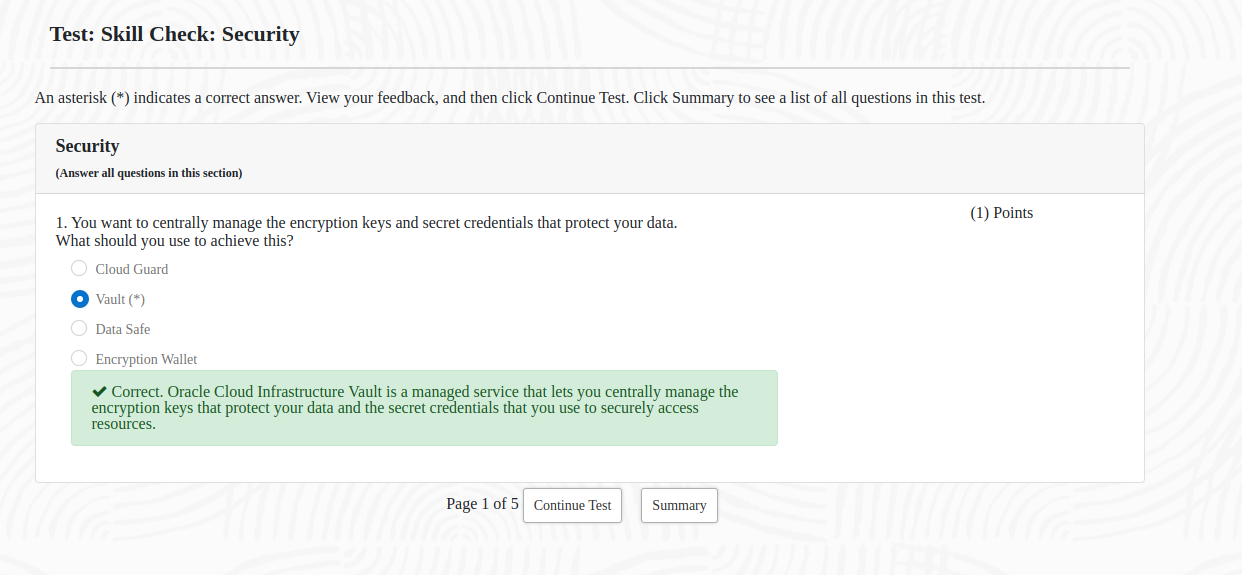 Test: Skill Check: Security
An asterisk (*) indicates a correct answer. View your feedback, and then click Continue Test. Click Summary to see a list of all questions in this test.
Security
(Answer all questions in this section)
(1) Points
1. You want to centrally manage the encryption keys and secret credentials that protect your data.
What should you use to achieve this?
Cloud Guard
Vault (*)
Data Safe
Encryption Wallet
Correct. Oracle Cloud Infrastructure Vault is a managed service that lets you centrally manage the
encryption keys that protect your data and the secret credentials that you use to securely access
resources.
Page 1 of 5 Continue Test Summary